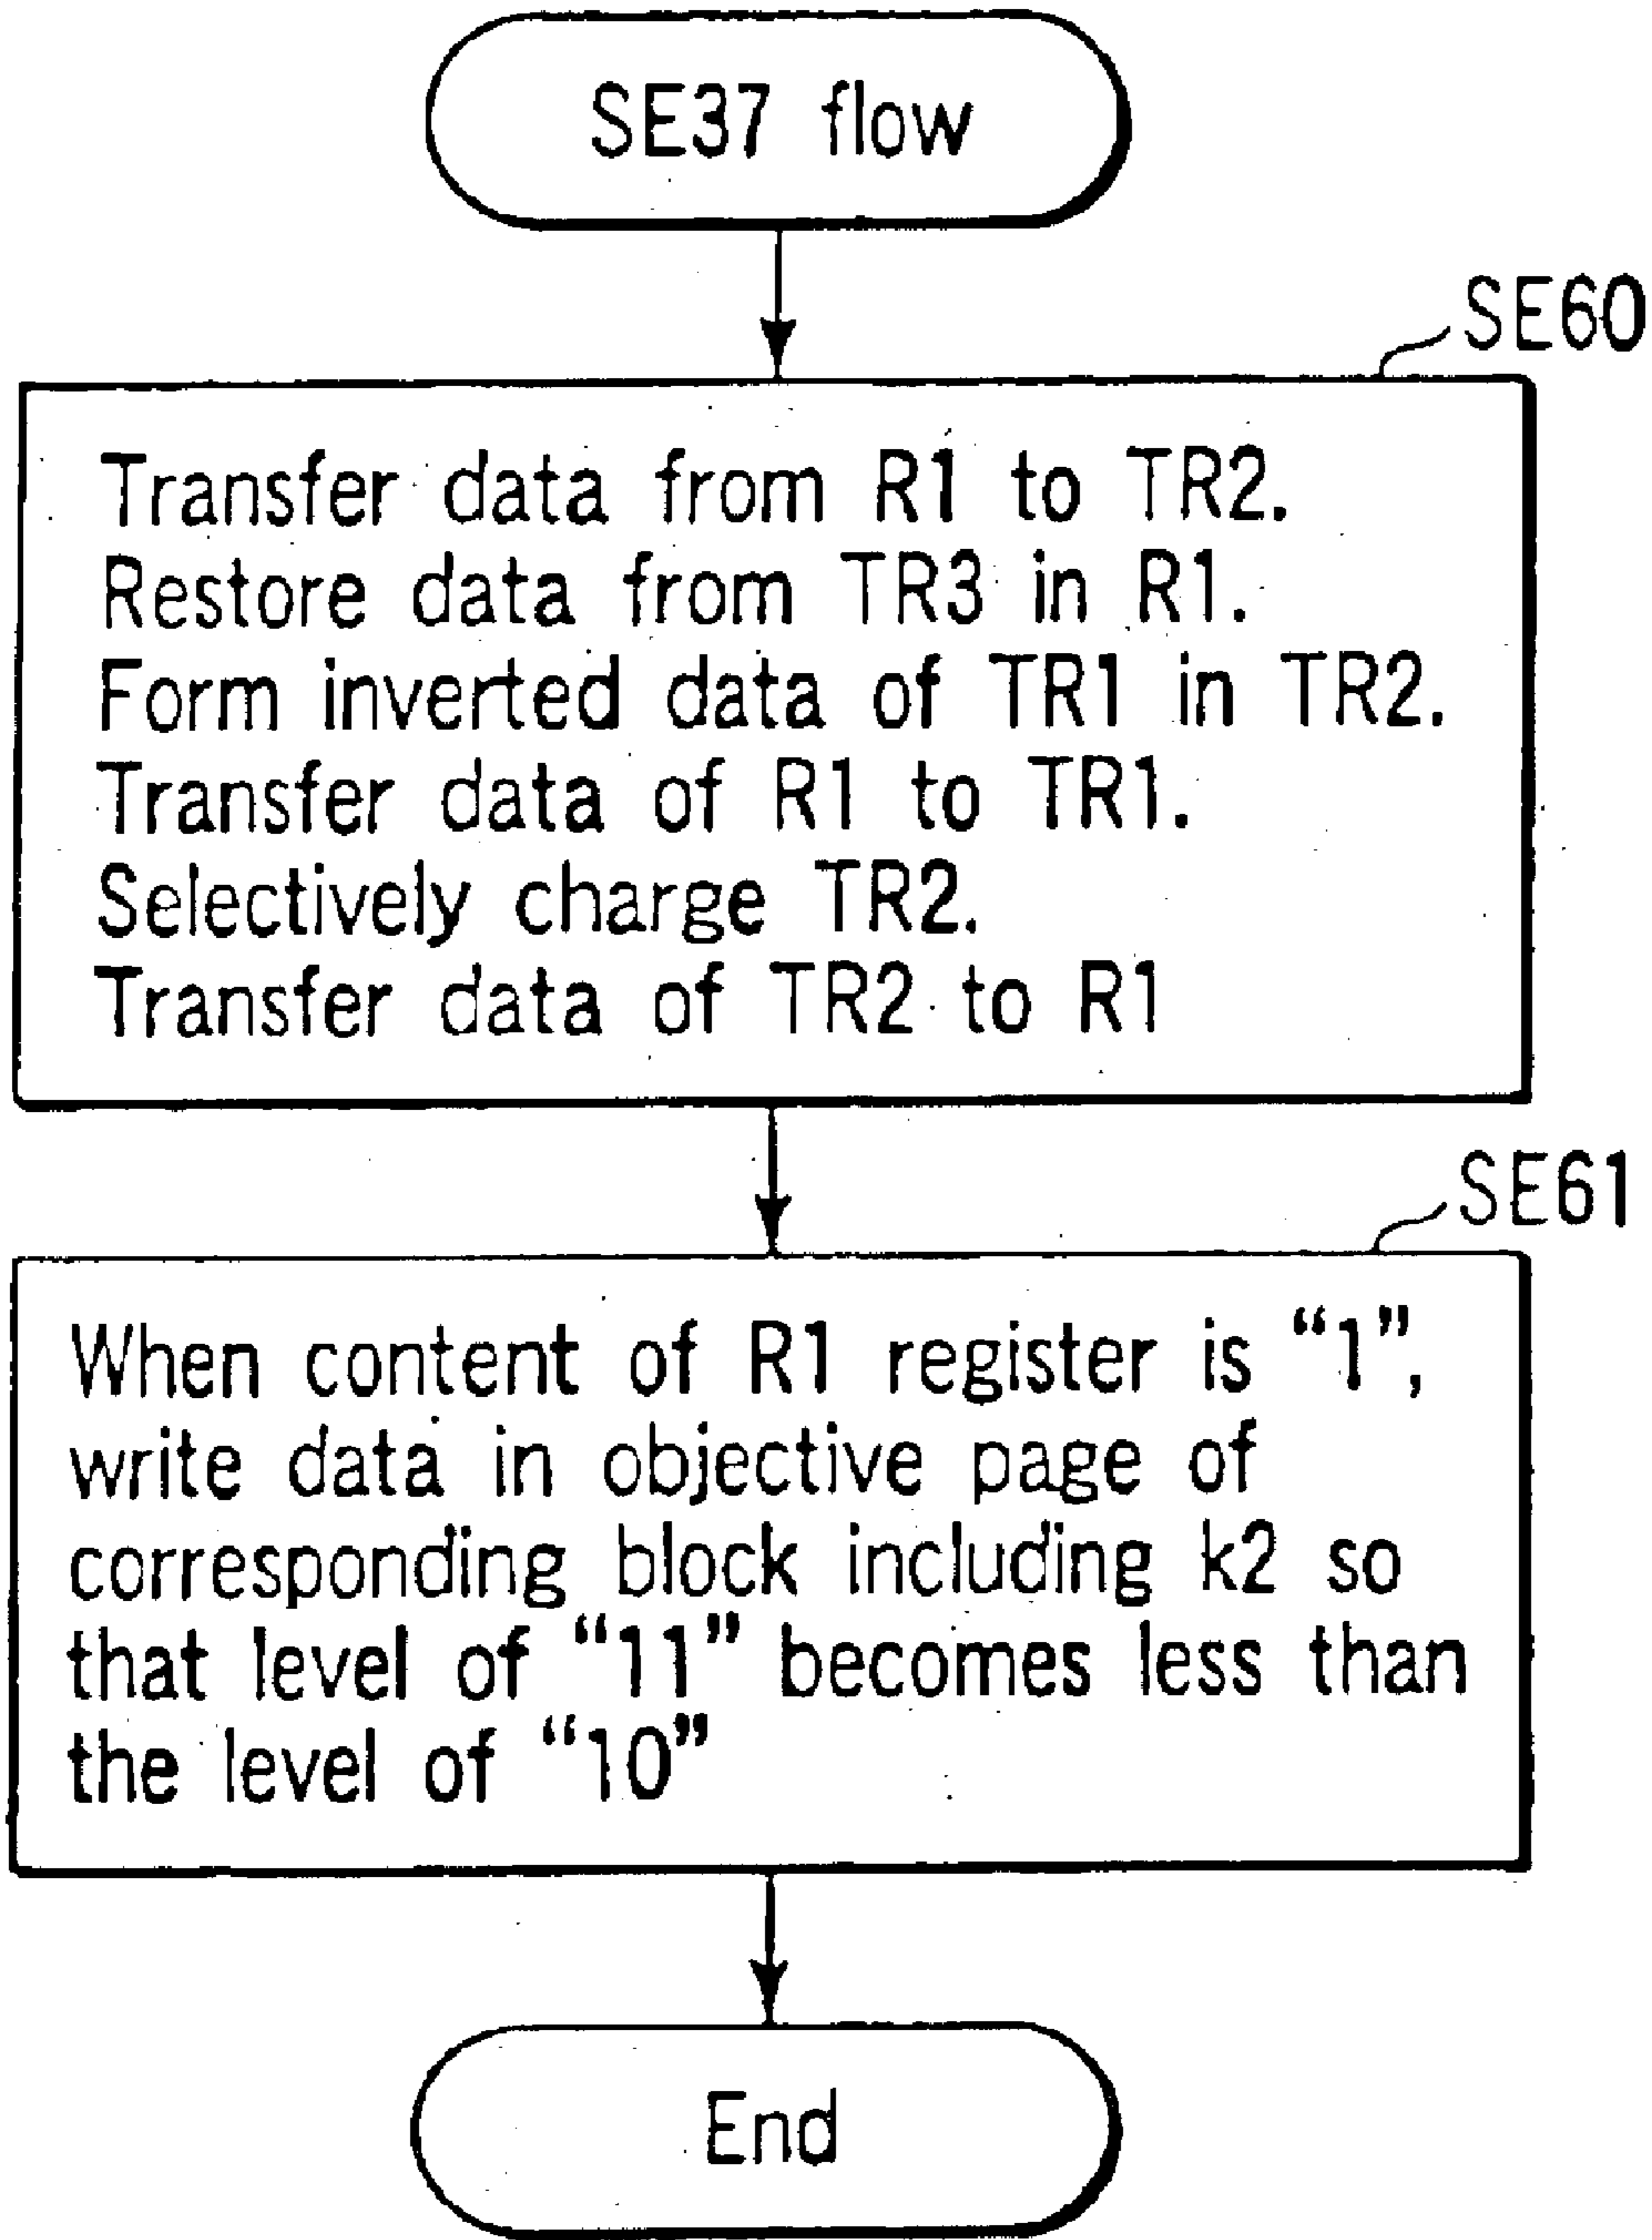 SE37 flow
SE60
Transfer data from R1 to TR2.
Restore data from TR3 in R1.
Form inverted data of TR1 in TR2.
Transfer data of R1 to TR1.
Selectively charge TR2.
Transfer data of TR2 to R1
SE61
When content of R1 register is “1”,
write data in objective page of
corresponding block including k2 so
that level of “11” becomes less than
the level of “10”
End